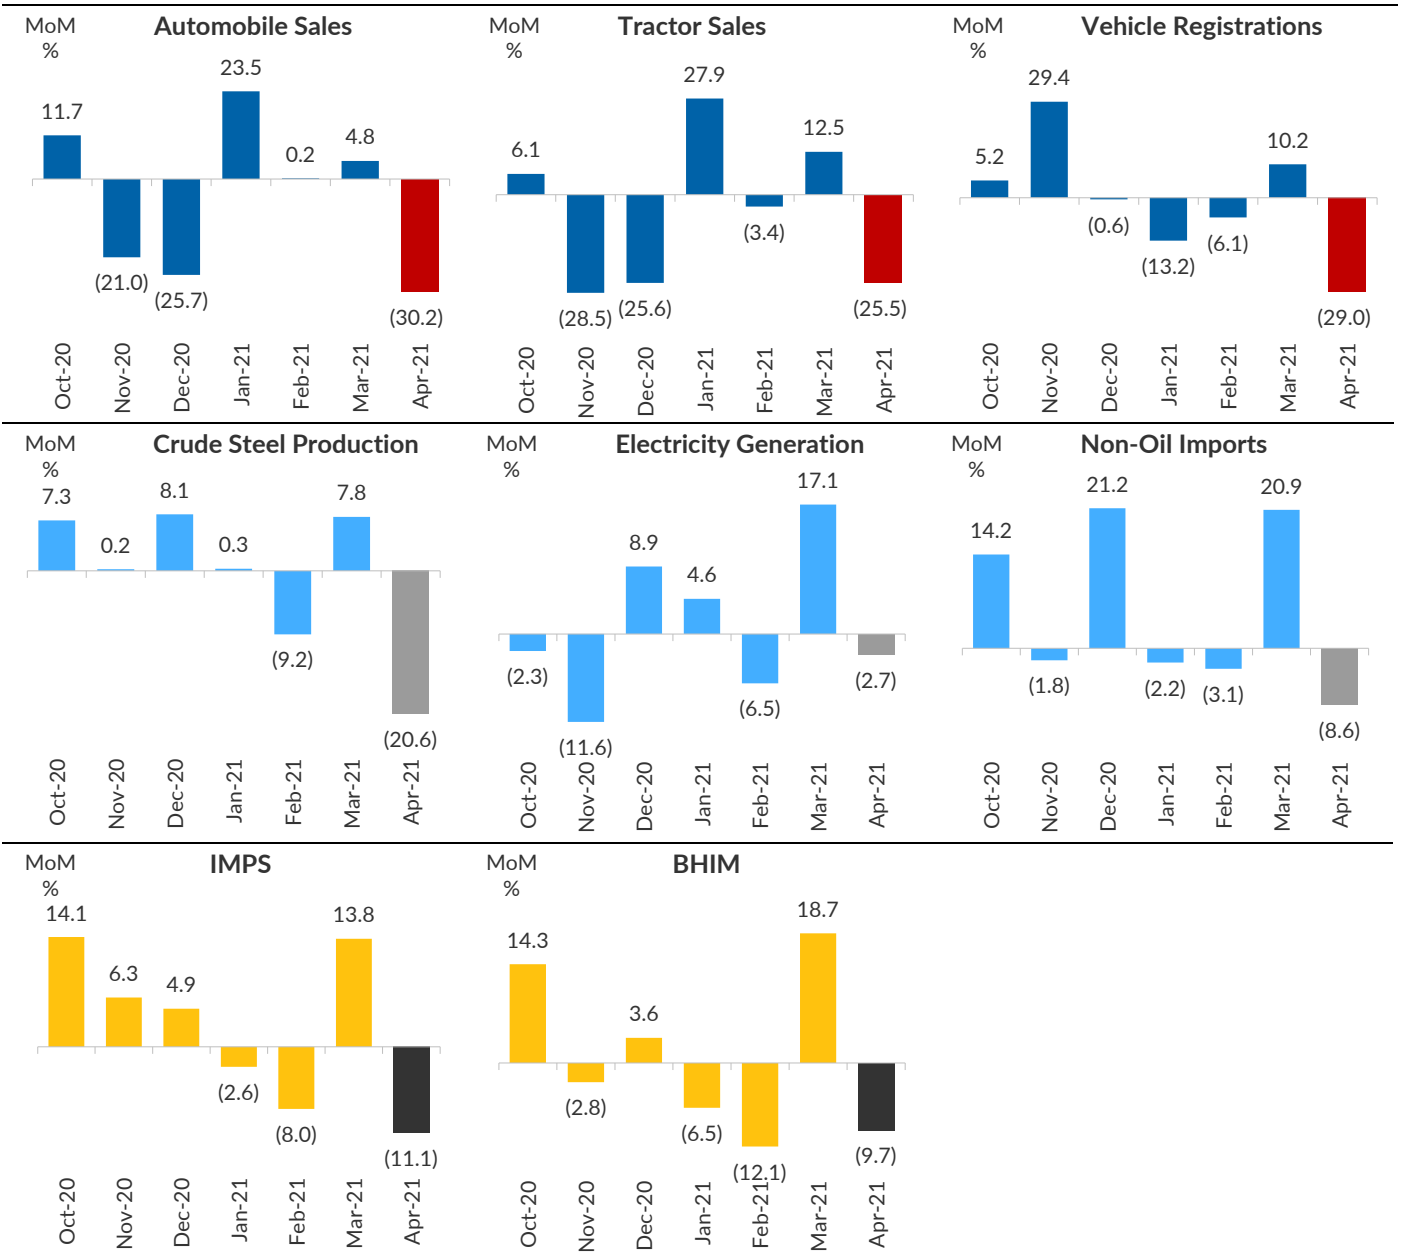 MoM
%
Automobile Sales
11.7
(21.0)
(25.7)
23.5
0.2
4.8
(30.2)
Oct-20
Nov-20
Dec-20
Jan-21
Feb-21
Mar-21
Apr-21
MoM
%
Tractor Sales
6.1
(28.5)
(25.6)
27.9
(3.4)
12.5
(25.5)
Oct-20
Nov-20
Dec-20
Jan-21
Feb-21
Mar-21
Apr-21
MoM
%
Vehicle Registrations
5.2
29.4
(0.6)
(13.2)
(6.1)
10.2
(29.0)
Oct-20
Nov-20
Dec-20
Jan-21
Feb-21
Mar-21
Apr-21
MoM
%
Crude Steel Production
7.3
0.2
8.1
0.3
(9.2)
7.8
(20.6)
Oct-20
Nov-20
Dec-20
Jan-21
Feb-21
Mar-21
Apr-21
MoM
%
Electricity Generation
(2.3)
(11.6)
8.9
4.6
(6.5)
17.1
(2.7)
Oct-20
Nov-20
Dec-20
Jan-21
Feb-21
Mar-21
Apr-21
MoM
%
Non-Oil Imports
14.2
(1.8)
21.2
(2.2)
(3.1)
20.9
(8.6)
Oct-20
Nov-20
Dec-20
Jan-21
Feb-21
Mar-21
Apr-21
MoM
%
IMPS
14.1
6.3
4.9
(2.6)
(8.0)
13.8
(11.1)
Oct-20
Nov-20
Dec-20
Jan-21
Feb-21
Mar-21
Apr-21
MoM
%
BHIM
14.3
(2.8)
3.6
(6.5)
(12.1)
18.7
(9.7)
Oct-20
Nov-20
Dec-20
Jan-21
Feb-21
Mar-21
Apr-21